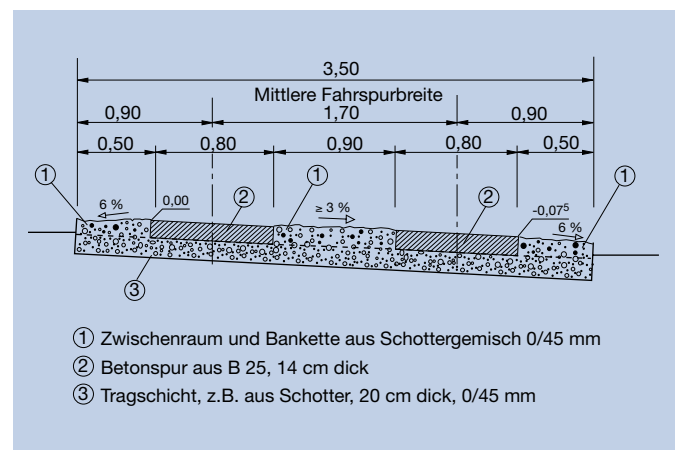 3,50
Mittlere Fahrspurbreite
0,90 1,70 0,90
0,50 0,80 0,90 0,80 0,50
1 2 1 2 1
6 % 0,00 ≥ 3 % -0,07⁵ 6 %
3
① Zwischenraum und Bankette aus Schottergemisch 0/45 mm
② Betonspur aus B 25, 14 cm dick
③ Tragschicht, z.B. aus Schotter, 20 cm dick, 0/45 mm